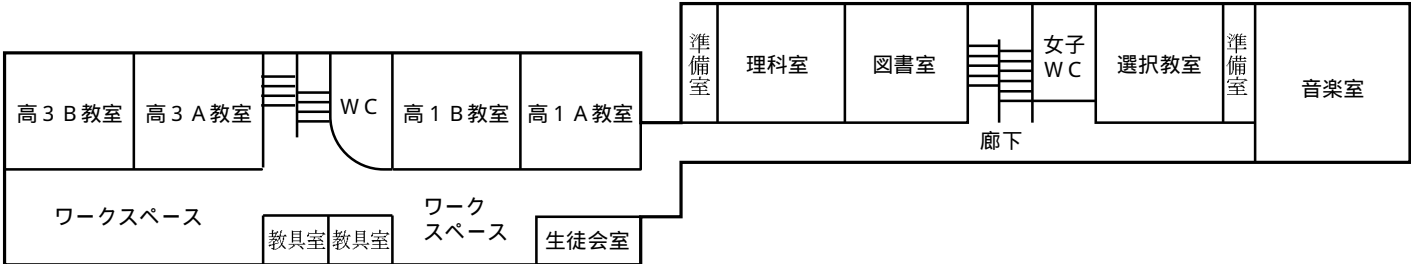 高３Ｂ教室
高３Ａ教室
ＷＣ
高１Ｂ教室
高１Ａ教室
ワークスペース
教具室
教具室
ワーク
スペース
生徒会室
準備室
理科室
図書室
女子
ＷＣ
選択教室
準備室
音楽室
廊下